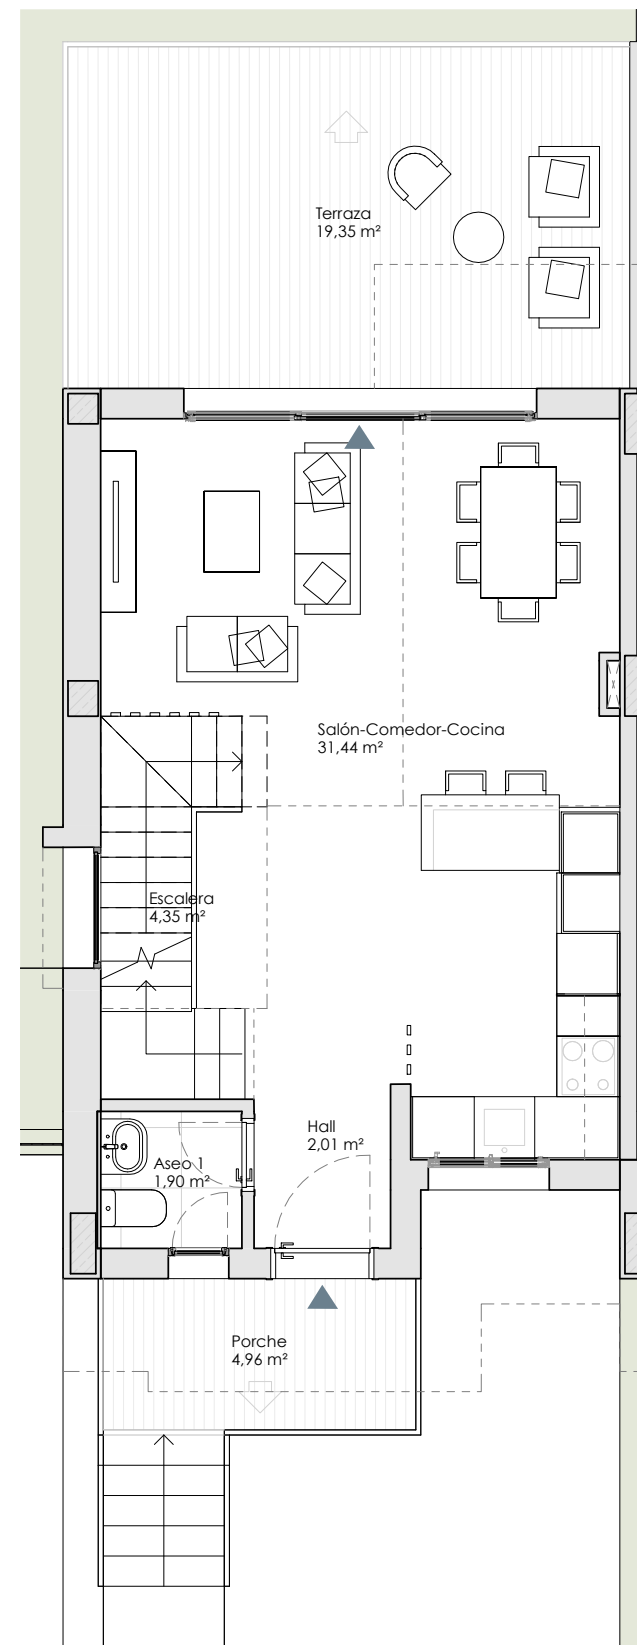 Terraza
19,35 m²
Salón-Comedor-Cocina
31,44 m²
Escalera
4,35 m²
Hall
2,01 m²
Aseo 1
1,90 m²
Porche
4,96 m²